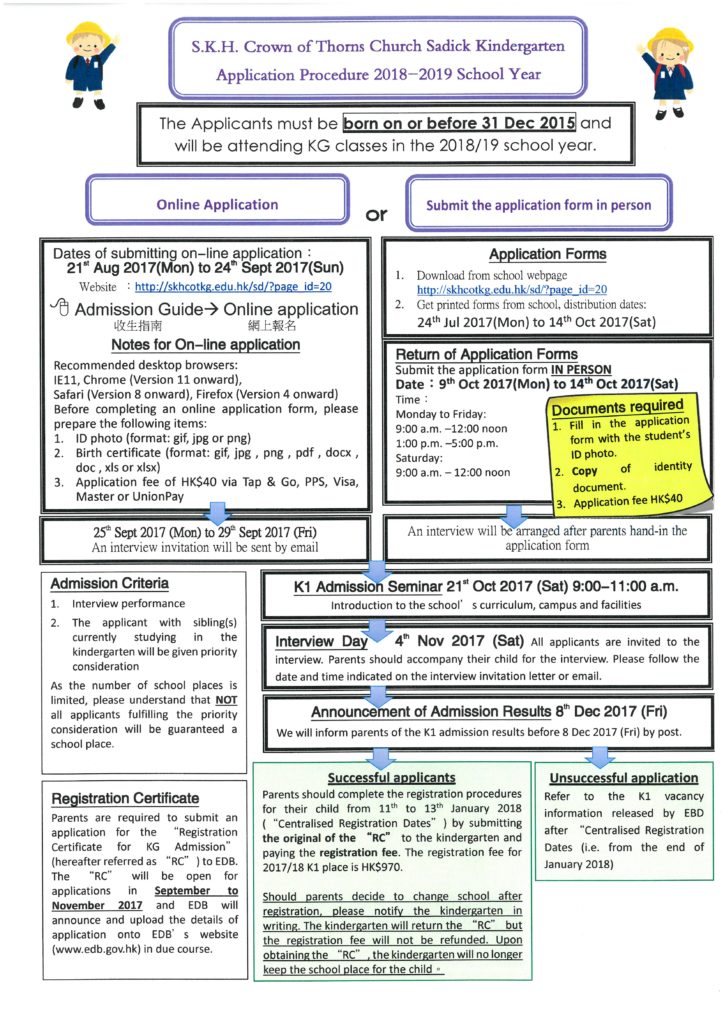 S.K.H. Crown of Thorns Church Sadick Kindergarten
Application Procedure 2018-2019 School Year
The Applicants must be born on or before 31 Dec 2015 and
will be attending KG classes in the 2018/19 school year.
Online Application
or
Submit the application form in person
Dates of submitting on-line application：
21st Aug 2017(Mon) to 24th Sept 2017(Sun)
Website ：http://skhcotkg.edu.hk/sd/?page_id=20
Admission Guide→ Online application
收生指南 網上報名
Notes for On-line application
Recommended desktop browsers:
IE11, Chrome (Version 11 onward),
Safari (Version 8 onward), Firefox (Version 4 onward)
Before completing an online application form, please
prepare the following items:
1. ID photo (format: gif, jpg or png)
2. Birth certificate (format: gif, jpg , png , pdf , docx ,
doc , xls or xlsx)
3. Application fee of HK$40 via Tap & Go, PPS, Visa,
Master or UnionPay
25th Sept 2017 (Mon) to 29th Sept 2017 (Fri)
An interview invitation will be sent by email
Application Forms
1. Download from school webpage
http://skhcotkg.edu.hk/sd/?page_id=20
2. Get printed forms from school, distribution dates:
24th Jul 2017(Mon) to 14th Oct 2017(Sat)
Return of Application Forms
Submit the application form IN PERSON
Date：9th Oct 2017(Mon) to 14th Oct 2017(Sat)
Time：
Monday to Friday:
9:00 a.m. –12:00 noon
1:00 p.m. –5:00 p.m.
Saturday:
9:00 a.m. – 12:00 noon
Documents required
1. Fill in the application
form with the student's
ID photo.
2. Copy of identity
document.
3. Application fee HK$40
An interview will be arranged after parents hand-in the
application form
K1 Admission Seminar 21st Oct 2017 (Sat) 9:00-11:00 a.m.
Introduction to the school's curriculum, campus and facilities
Interview Day 4th Nov 2017 (Sat) All applicants are invited to the
interview. Parents should accompany their child for the interview. Please follow the
date and time indicated on the interview invitation letter or email.
Announcement of Admission Results 8th Dec 2017 (Fri)
We will inform parents of the K1 admission results before 8 Dec 2017 (Fri) by post.
Admission Criteria
1. Interview performance
2. The applicant with sibling(s)
currently studying in the
kindergarten will be given priority
consideration
As the number of school places is
limited, please understand that NOT
all applicants fulfilling the priority
consideration will be guaranteed a
school place.
Registration Certificate
Parents are required to submit an
application for the “Registration
Certificate for KG Admission”
(hereafter referred as “RC”) to EDB.
The “RC” will be open for
applications in September to
November 2017 and EDB will
announce and upload the details of
application onto EDB's website
(www.edb.gov.hk) in due course.
Successful applicants
Parents should complete the registration procedures
for their child from 11th to 13th January 2018
(“Centralised Registration Dates”) by submitting
the original of the “RC” to the kindergarten and
paying the registration fee. The registration fee for
2017/18 K1 place is HK$970.
Should parents decide to change school after
registration, please notify the kindergarten in
writing. The kindergarten will return the “RC” but
the registration fee will not be refunded. Upon
obtaining the “RC”, the kindergarten will no longer
keep the school place for the child。
Unsuccessful application
Refer to the K1 vacancy
information released by EBD
after “Centralised Registration
Dates (i.e. from the end of
January 2018)